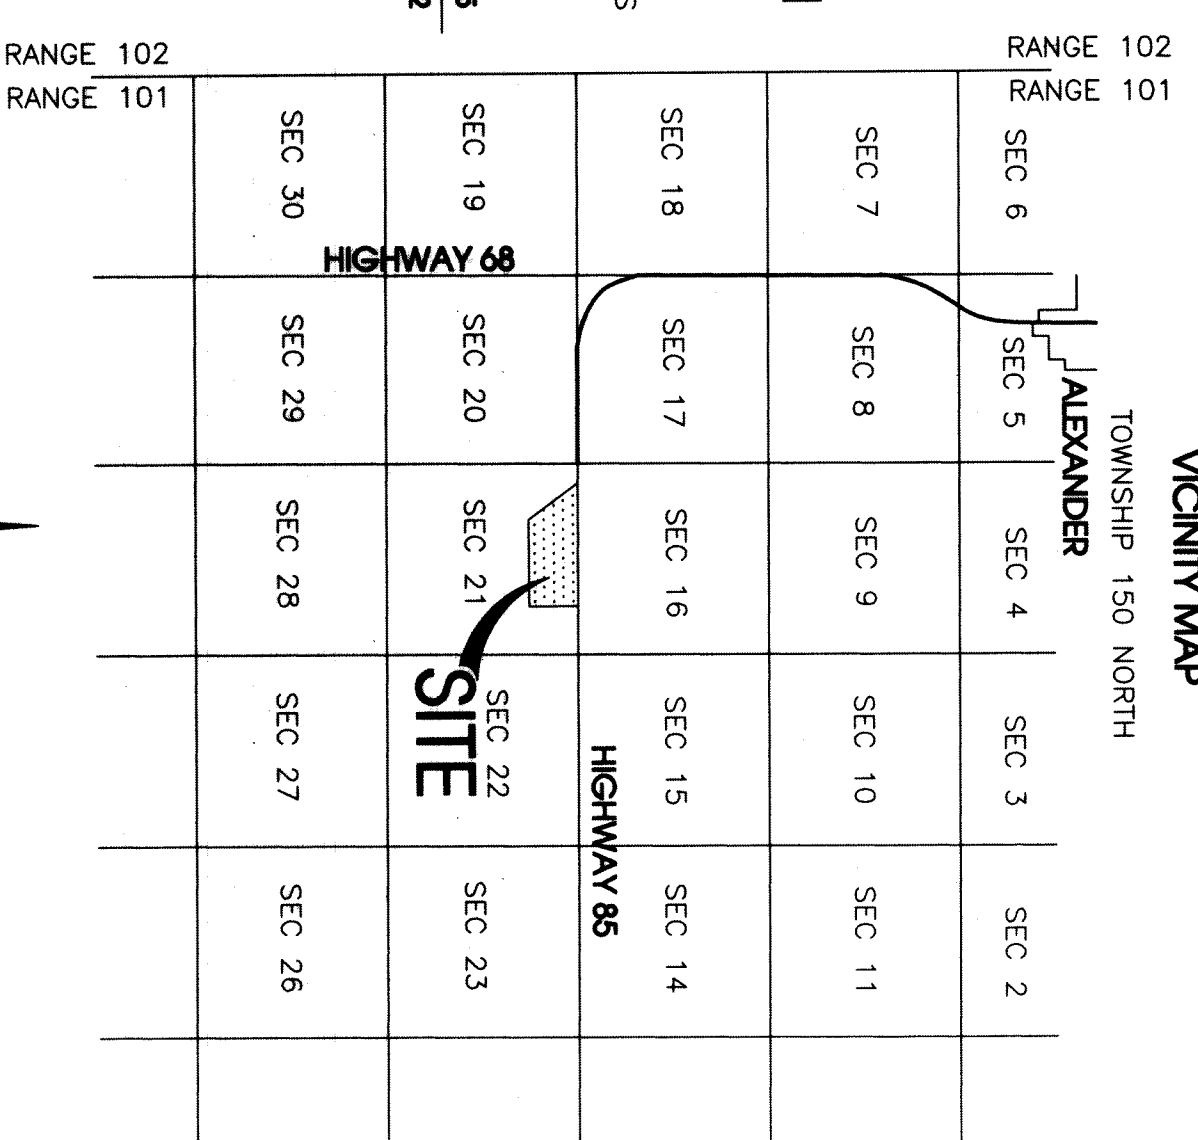 VICINITY MAP
TOWNSHIP 150 NORTH
ALEXANDER
RANGE 102
RANGE 101
RANGE 102
RANGE 101
SEC 6
SEC 5
SEC 4
SEC 3
SEC 2
SEC 7
SEC 8
SEC 9
SEC 10
SEC 11
SEC 18
SEC 17
SEC 16
SEC 15
SEC 14
HIGHWAY 85
SEC 19
SEC 20
SEC 21
SEC 22
SEC 23
SITE
HIGHWAY 68
SEC 30
SEC 29
SEC 28
SEC 27
SEC 26